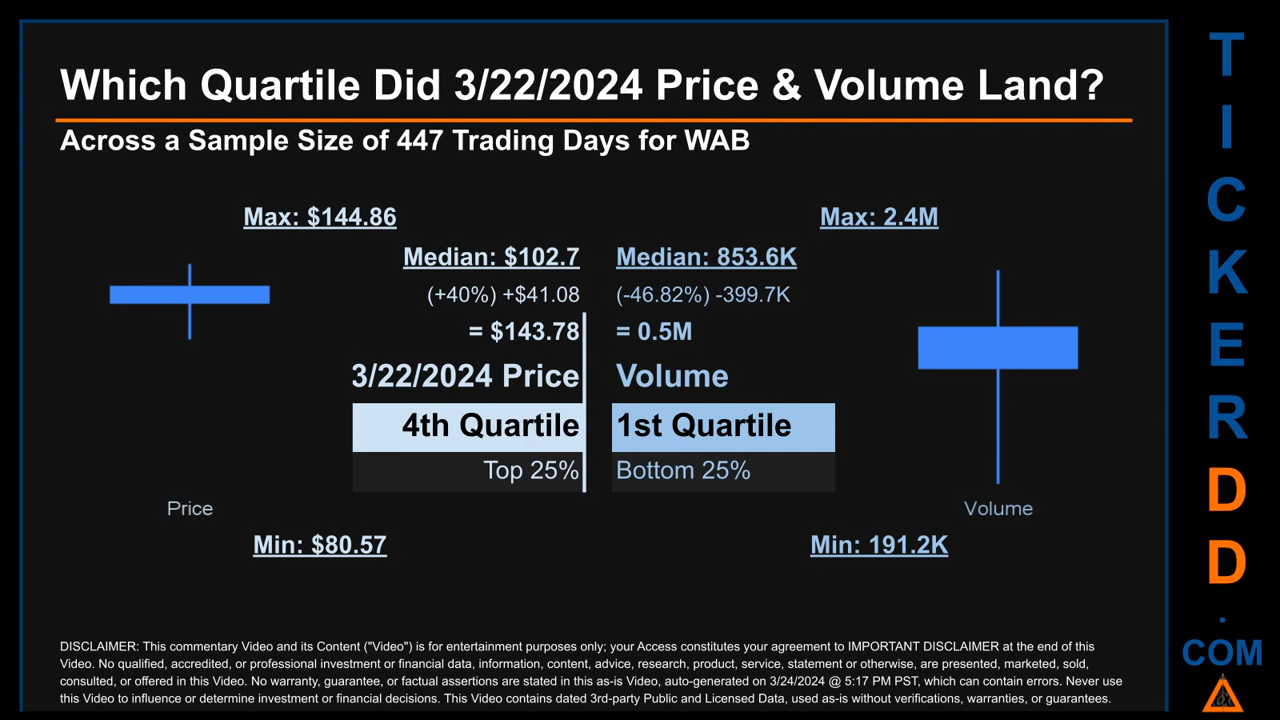 Which Quartile Did 3/22/2024 Price & Volume Land?
Across a Sample Size of 447 Trading Days for WAB
Max: $144.86
Max: 2.4M
Median: $102.7
Median: 853.6K
(+40%) +$41.08
(-46.82%) -399.7K
= $143.78
= 0.5M
3/22/2024 Price
Volume
4th Quartile
1st Quartile
Top 25%
Bottom 25%
Price
Volume
Min: $80.57
Min: 191.2K
DISCLAIMER: This commentary Video and its Content ("Video") is for entertainment purposes only; your Access constitutes your agreement to IMPORTANT DISCLAIMER at the end of this
Video. No qualified, accredited, or professional investment or financial data, information, content, advice, research, product, service, statement or otherwise, are presented, marketed, sold,
consulted, or offered in this Video. No warranty, guarantee, or factual assertions are stated in this as-is Video, auto-generated on 3/24/2024 @ 5:17 PM PST, which can contain errors. Never use
this Video to influence or determine investment or financial decisions. This Video contains dated 3rd-party Public and Licensed Data, used as-is without verifications, warranties, or guarantees.
T
I
C
K
E
R
D
D
.
COM